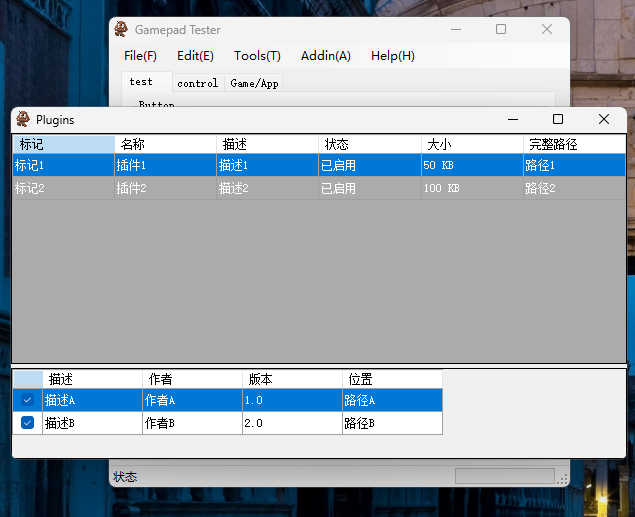 Gamepad Tester
File(F) Edit(E) Tools(T) Addin(A) Help(H)
test control Game/App
Button
Plugins
标记 名称 描述 状态 大小 完整路径
标记1 插件1 描述1 已启用 50 KB 路径1
标记2 插件2 描述2 已启用 100 KB 路径2
描述 作者 版本 位置
描述A 作者A 1.0 路径A
描述B 作者B 2.0 路径B
状态